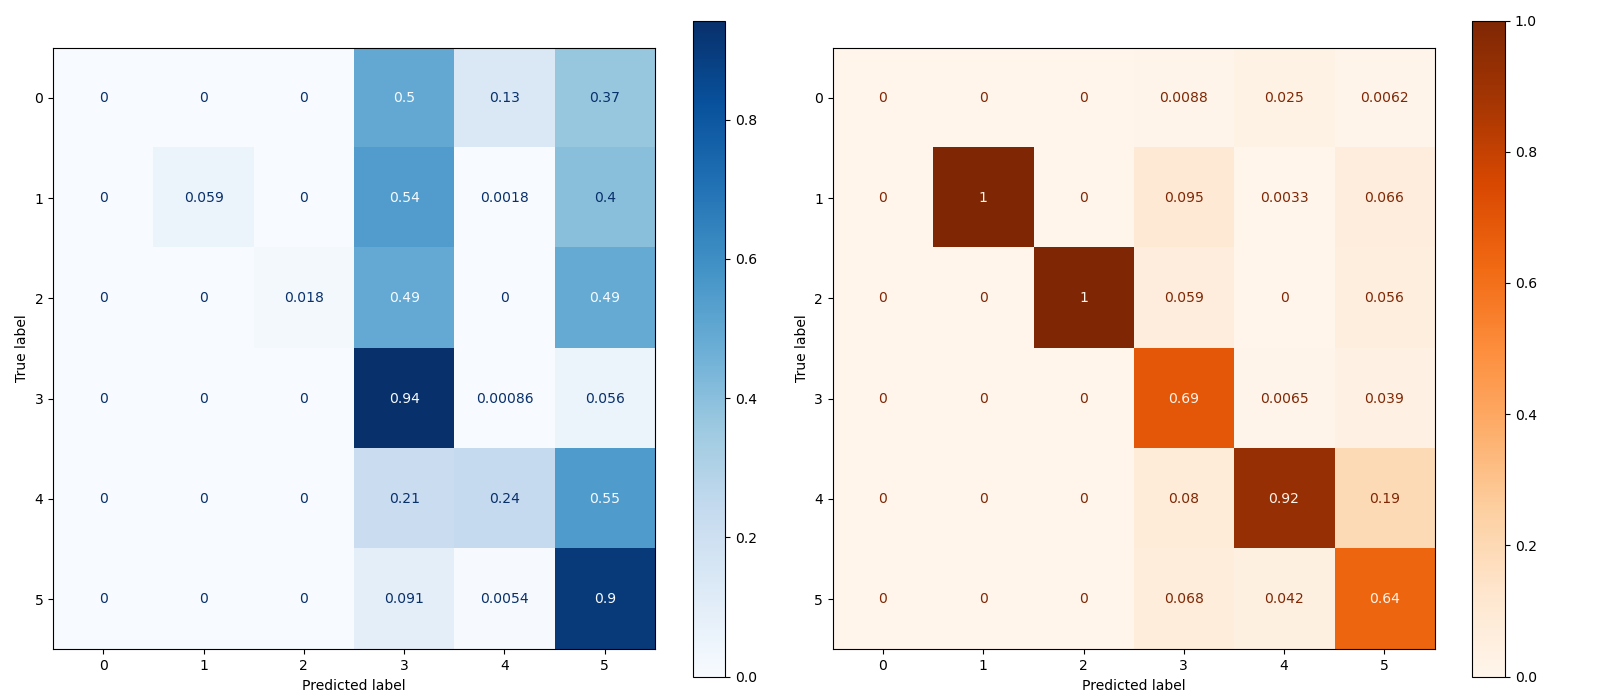 0 0 0 0 0.5 0.13 0.37
1 0 0.059 0 0.54 0.0018 0.4
2 0 0 0.018 0.49 0 0.49
3 0 0 0 0.94 0.00086 0.056
4 0 0 0 0.21 0.24 0.55
5 0 0 0 0.091 0.0054 0.9
0 1 2 3 4 5
Predicted label
True label
0.8
0.6
0.4
0.2
0.0
0 0 0 0 0.0088 0.025 0.0062
1 0 1 0 0.095 0.0033 0.066
2 0 0 1 0.059 0 0.056
3 0 0 0 0.69 0.0065 0.039
4 0 0 0 0.08 0.92 0.19
5 0 0 0 0.068 0.042 0.64
0 1 2 3 4 5
Predicted label
True label
1.0
0.8
0.6
0.4
0.2
0.0